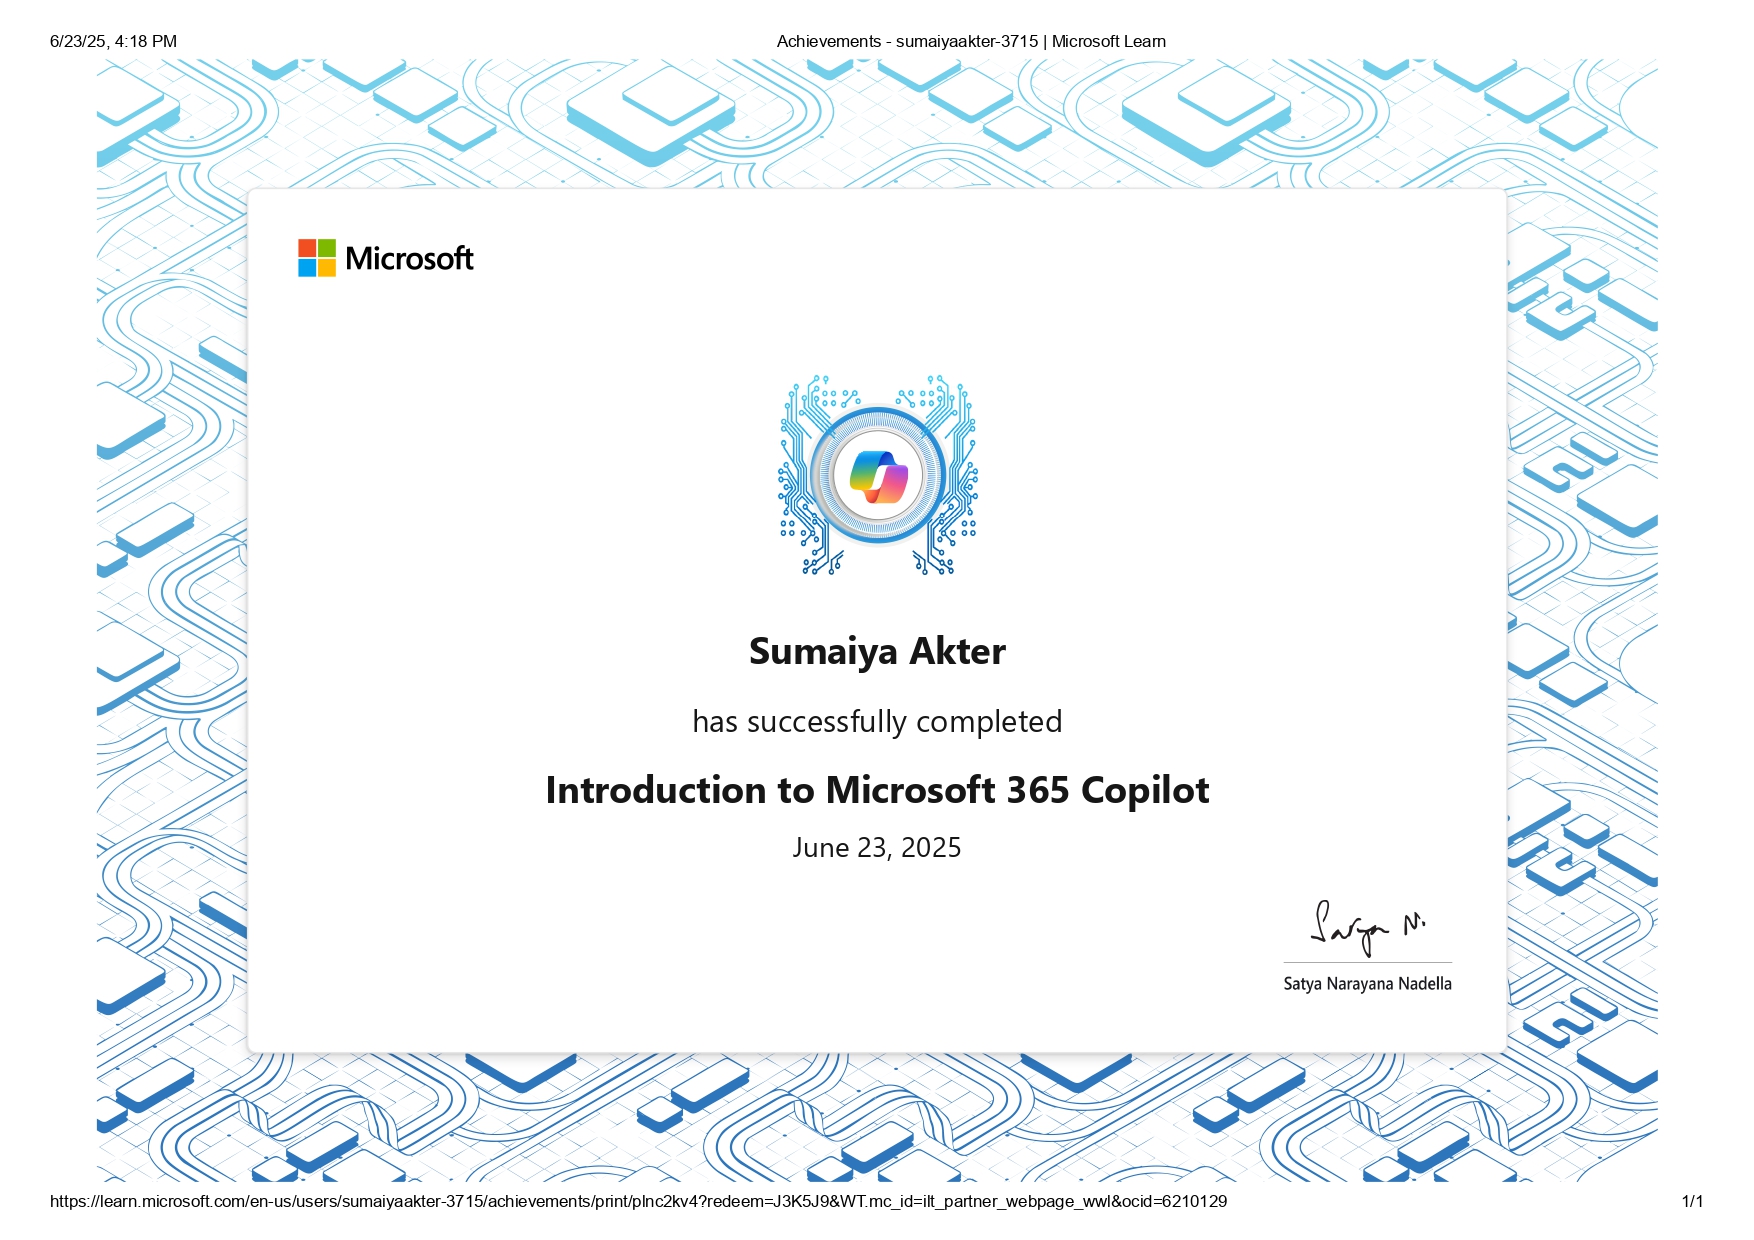 6/23/25, 4:18 PM
Achievements - sumaiyaakter-3715 | Microsoft Learn
Microsoft
Sumaiya Akter
has successfully completed
Introduction to Microsoft 365 Copilot
June 23, 2025
Satya N.
Satya Narayana Nadella
https://learn.microsoft.com/en-us/users/sumaiyaakter-3715/achievements/print/plnc2kv4?redeem=J3K5J9&WT.mc_id=ilt_partner_webpage_wwl&ocid=6210129
1/1